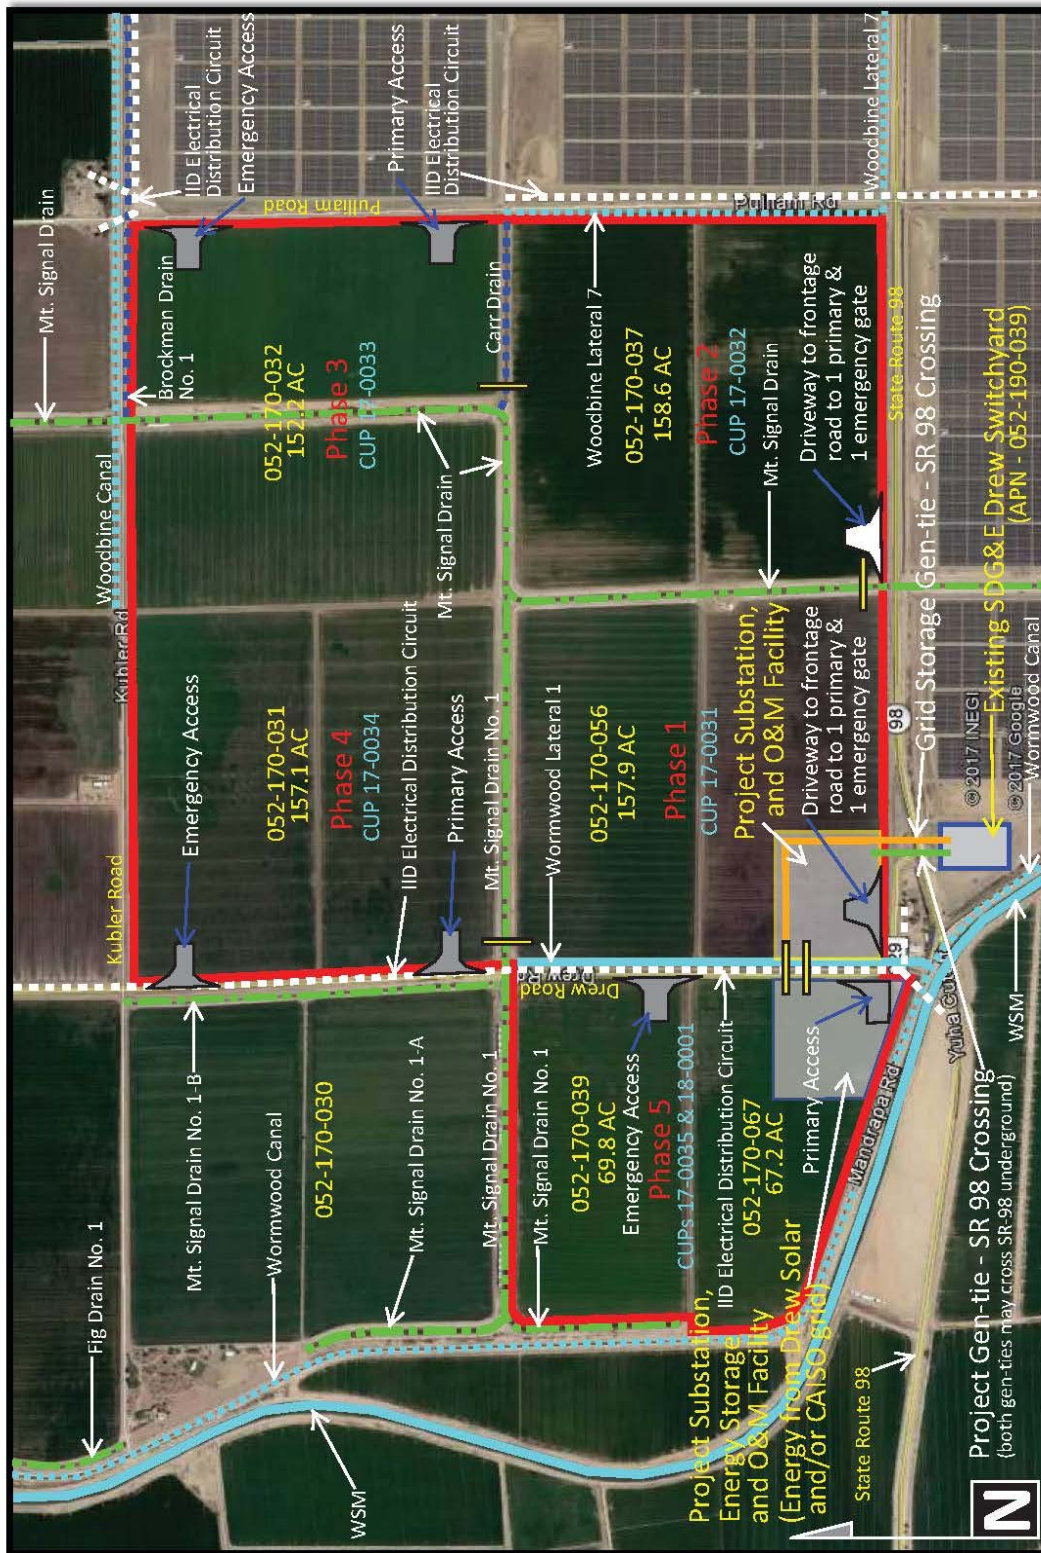 Fig Drain No. 1
Kubler Road
Kubler Rd
Woodbine Canal
Mt. Signal Drain
WSM
Wormwood Canal
Mt. Signal Drain No. 1-B
Emergency Access
Brockman Drain
No. 1
IID Electrical
Distribution Circuit
Emergency Access
052-170-030
052-170-031
157.1 AC
Phase 4
CUP 17-0034
052-170-032
152.2 AC
Phase 3
CUP 17-0033
Pulliam Road
Primary Access
Mt. Signal Drain No. 1-A
IID Electrical Distribution Circuit
Primary Access
Mt. Signal Drain
Carr Drain
IID Electrical
Distribution Circuit
Mt. Signal Drain No. 1
Mt. Signal Drain No. 1
Mt. Signal Drain No.1
Drew Road
Wormwood Lateral 1
Woodbine Lateral 7
052-170-039
69.8 AC
Emergency Access
Phase 5
CUPs 17-0035 & 18-0001
052-170-056
157.9 AC
Phase 1
CUP 17-0031
052-170-037
158.6 AC
Phase 2
CUP 17-0032
Pulliam Rd
IID Electrical Distribution Circuit
052-170-067
67.2 AC
Mt. Signal Drain
Project Substation,
Energy Storage
and O&M Facility
(Energy from Drew Solar
and/or CAISO grid)
Primary Access
Project Substation,
and O&M Facility
Driveway to frontage
road to 1 primary &
1 emergency gate
Driveway to frontage
road to 1 primary &
1 emergency gate
Woodbine Lateral 7
Mandrapa Rd
29
98
State Route 98
State Route 98
Grid Storage Gen-tie - SR 98 Crossing
Yuha Cu
© 2017 INEGI
© 2017 Google
Existing SDG&E Drew Switchyard
(APN - 052-190-039)
N
Project Gen-tie - SR 98 Crossing
(both gen-ties may cross SR-98 underground)
WSM
Wormwood Canal